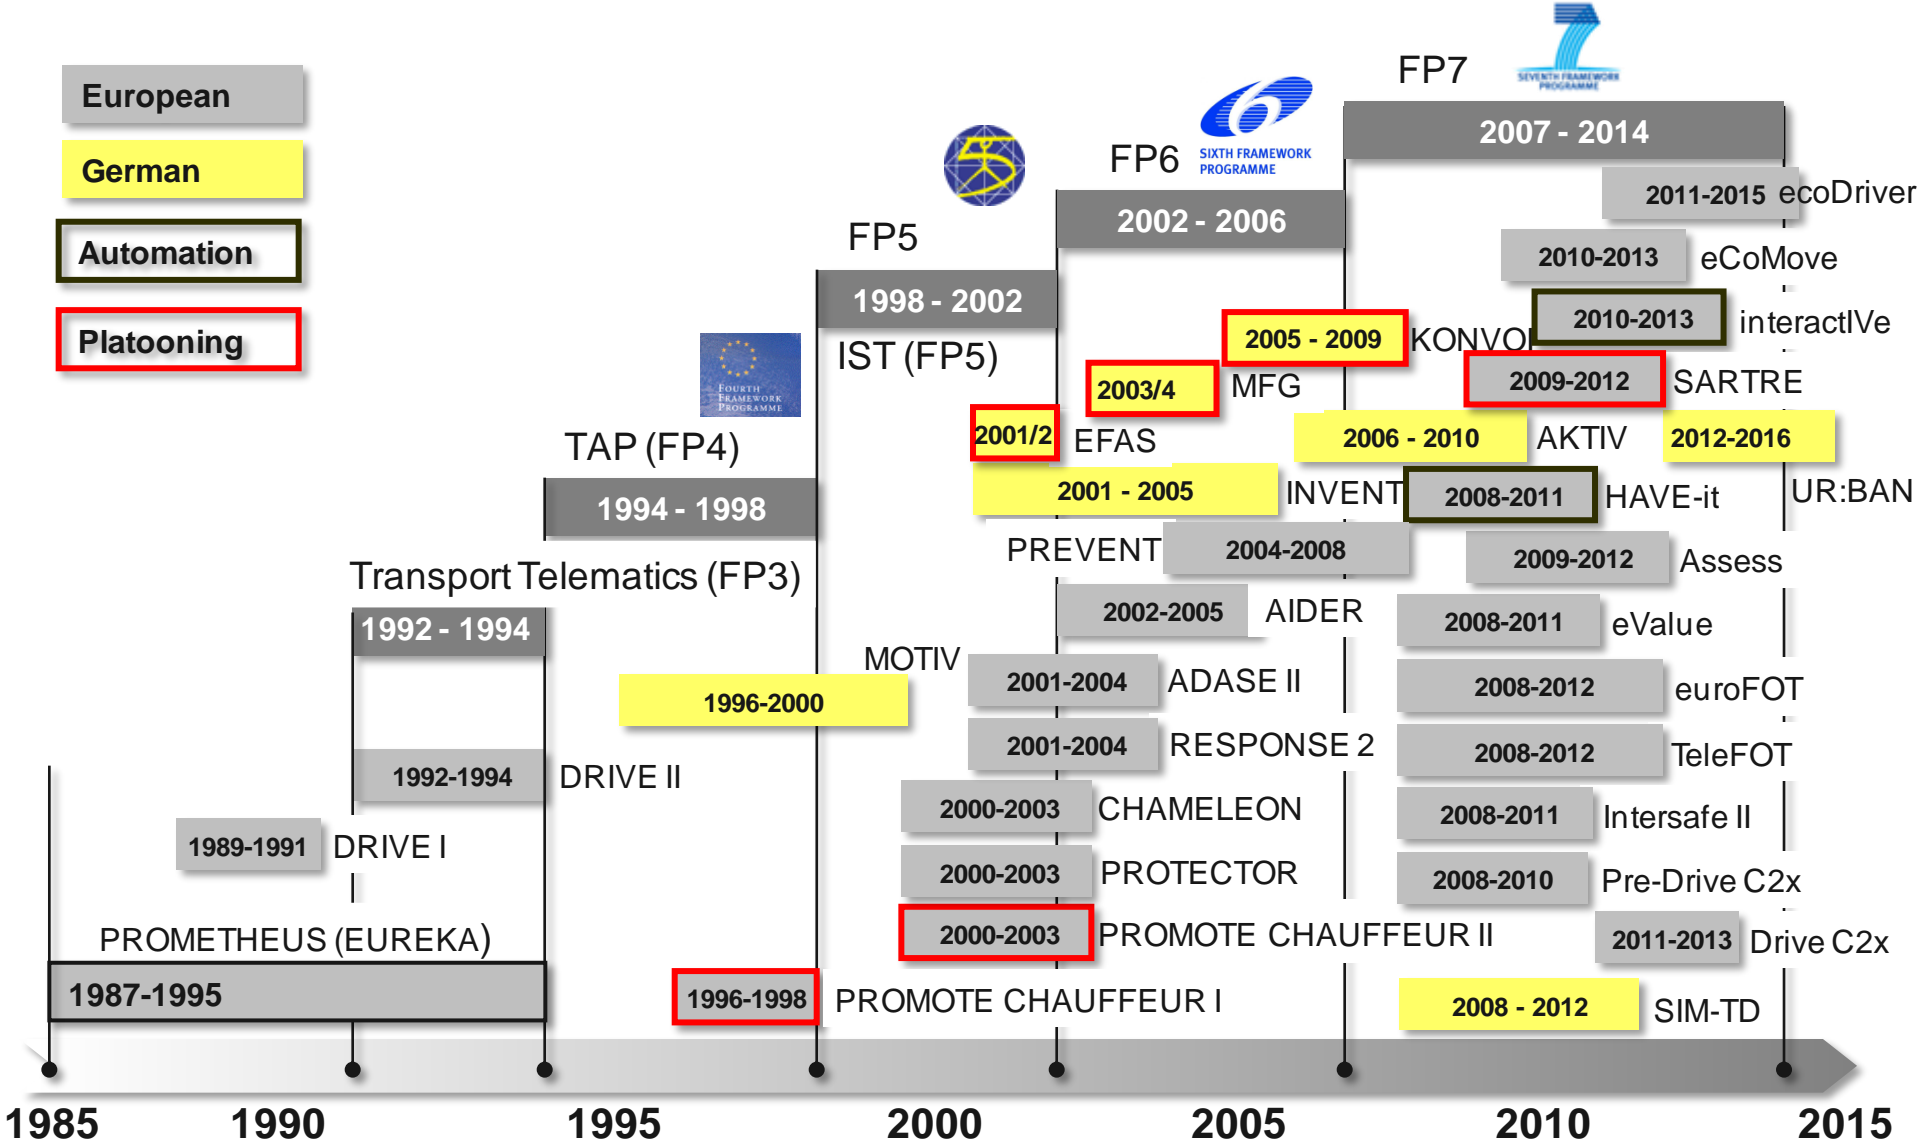 FP7
SEVENTH FRAMEWORK
PROGRAMME
European
2007 - 2014
FP6
SIXTH FRAMEWORK
PROGRAMME
German
2011-2015 ecoDriver
2002 - 2006
FP5
Automation
2010-2013 eCoMove
1998 - 2002
2010-2013 interactIVe
Platooning
2005 - 2009 KONVOI
IST (FP5)
FOURTH
FRAMEWORK
PROGRAMME
2003/4 MFG
2009-2012 SARTRE
TAP (FP4)
2001/2 EFAS
2006 - 2010 AKTIV
2012-2016
UR:BAN
1994 - 1998
2001 - 2005 INVENT
2008-2011 HAVE-it
PREVENT 2004-2008
2009-2012 Assess
Transport Telematics (FP3)
2002-2005 AIDER
2008-2011 eValue
1992 - 1994
MOTIV
1996-2000
2001-2004 ADASE II
2008-2012 euroFOT
2001-2004 RESPONSE 2
2008-2012 TeleFOT
1992-1994 DRIVE II
2000-2003 CHAMELEON
2008-2011 Intersafe II
1989-1991 DRIVE I
2000-2003 PROTECTOR
2008-2010 Pre-Drive C2x
PROMETHEUS (EUREKA)
2000-2003 PROMOTE CHAUFFEUR II
2011-2013 Drive C2x
1987-1995
1996-1998 PROMOTE CHAUFFEUR I
2008 - 2012 SIM-TD
1985 1990 1995 2000 2005 2010 2015